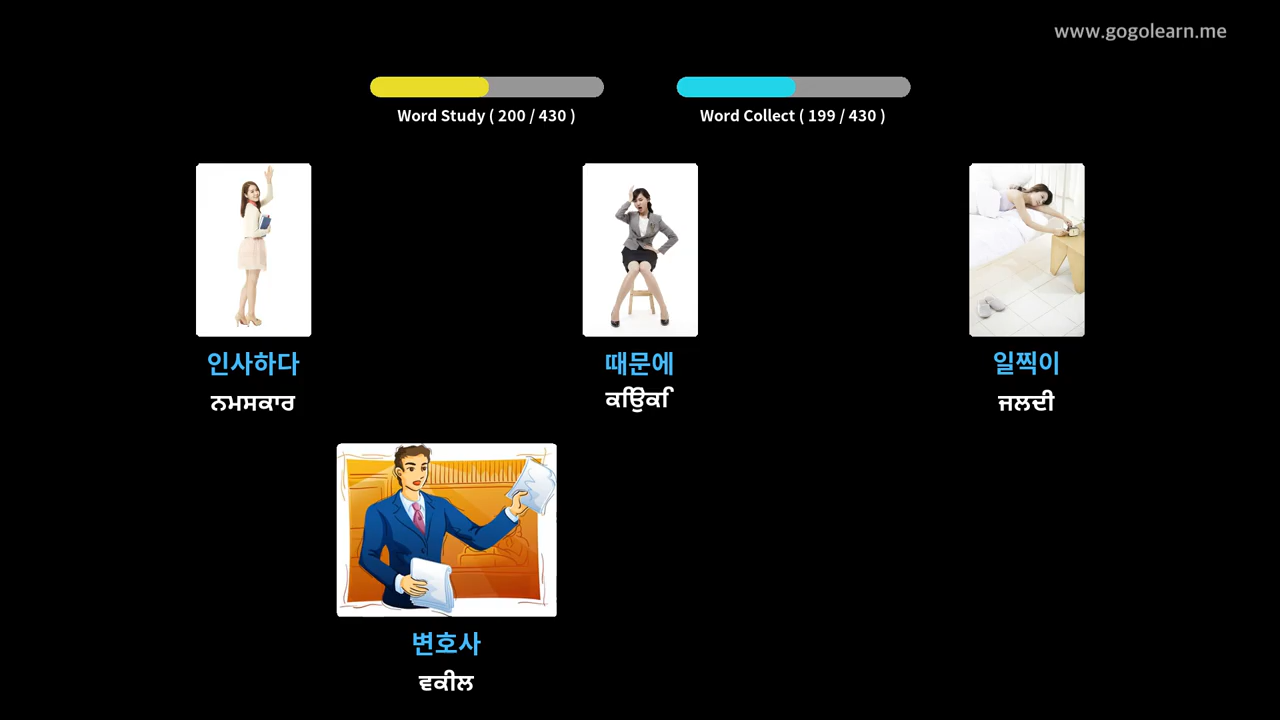 www.gogolearn.me
Word Study ( 200 / 430 )
Word Collect ( 199 / 430 )
인사하다
때문에
일찍이
ਨਮਸਕਾਰ
ਕਉਿਂਕਿ
ਜਲਦੀ
변호사
ਵਕੀਲ